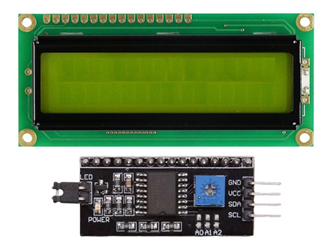 LED
GND
VCC
SDA
SCL
POWER
A0 A1 A2